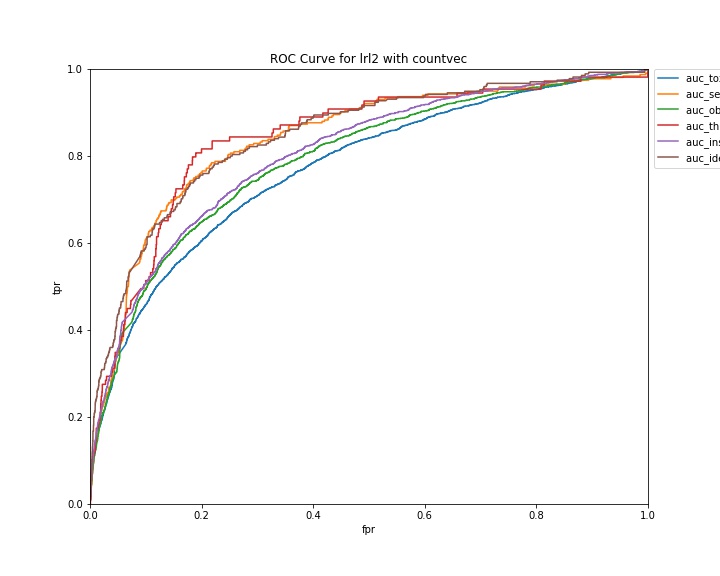 ROC Curve for lrl2 with countvec
1.0
0.8
0.6
0.4
0.2
0.0
tpr
0.0 0.2 0.4 0.6 0.8 1.0
fpr
auc_to
auc_se
auc_ob
auc_th
auc_ins
auc_ide